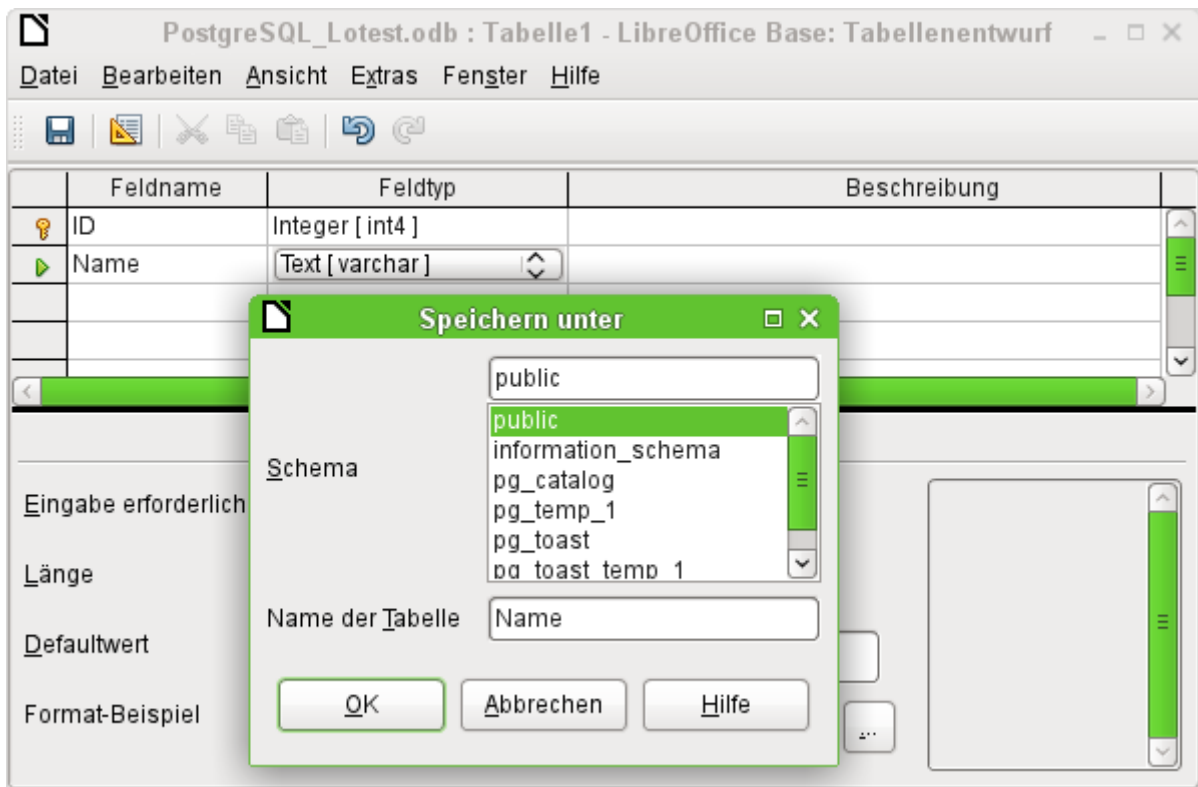 PostgreSQL_Lotest.odb : Tabelle1 - LibreOffice Base: Tabellenentwurf
Datei Bearbeiten Ansicht Extras Fenster Hilfe
Feldname Feldtyp Beschreibung
ID Integer [ int4 ]
Name Text [ varchar ]
Speichern unter
public
Schema
public
information_schema
pg_catalog
pg_temp_1
pg_toast
pg_toast_temp_1
Name der Tabelle Name
OK Abbrechen Hilfe
Eingabe erforderlich
Länge
Defaultwert
Format-Beispiel
...